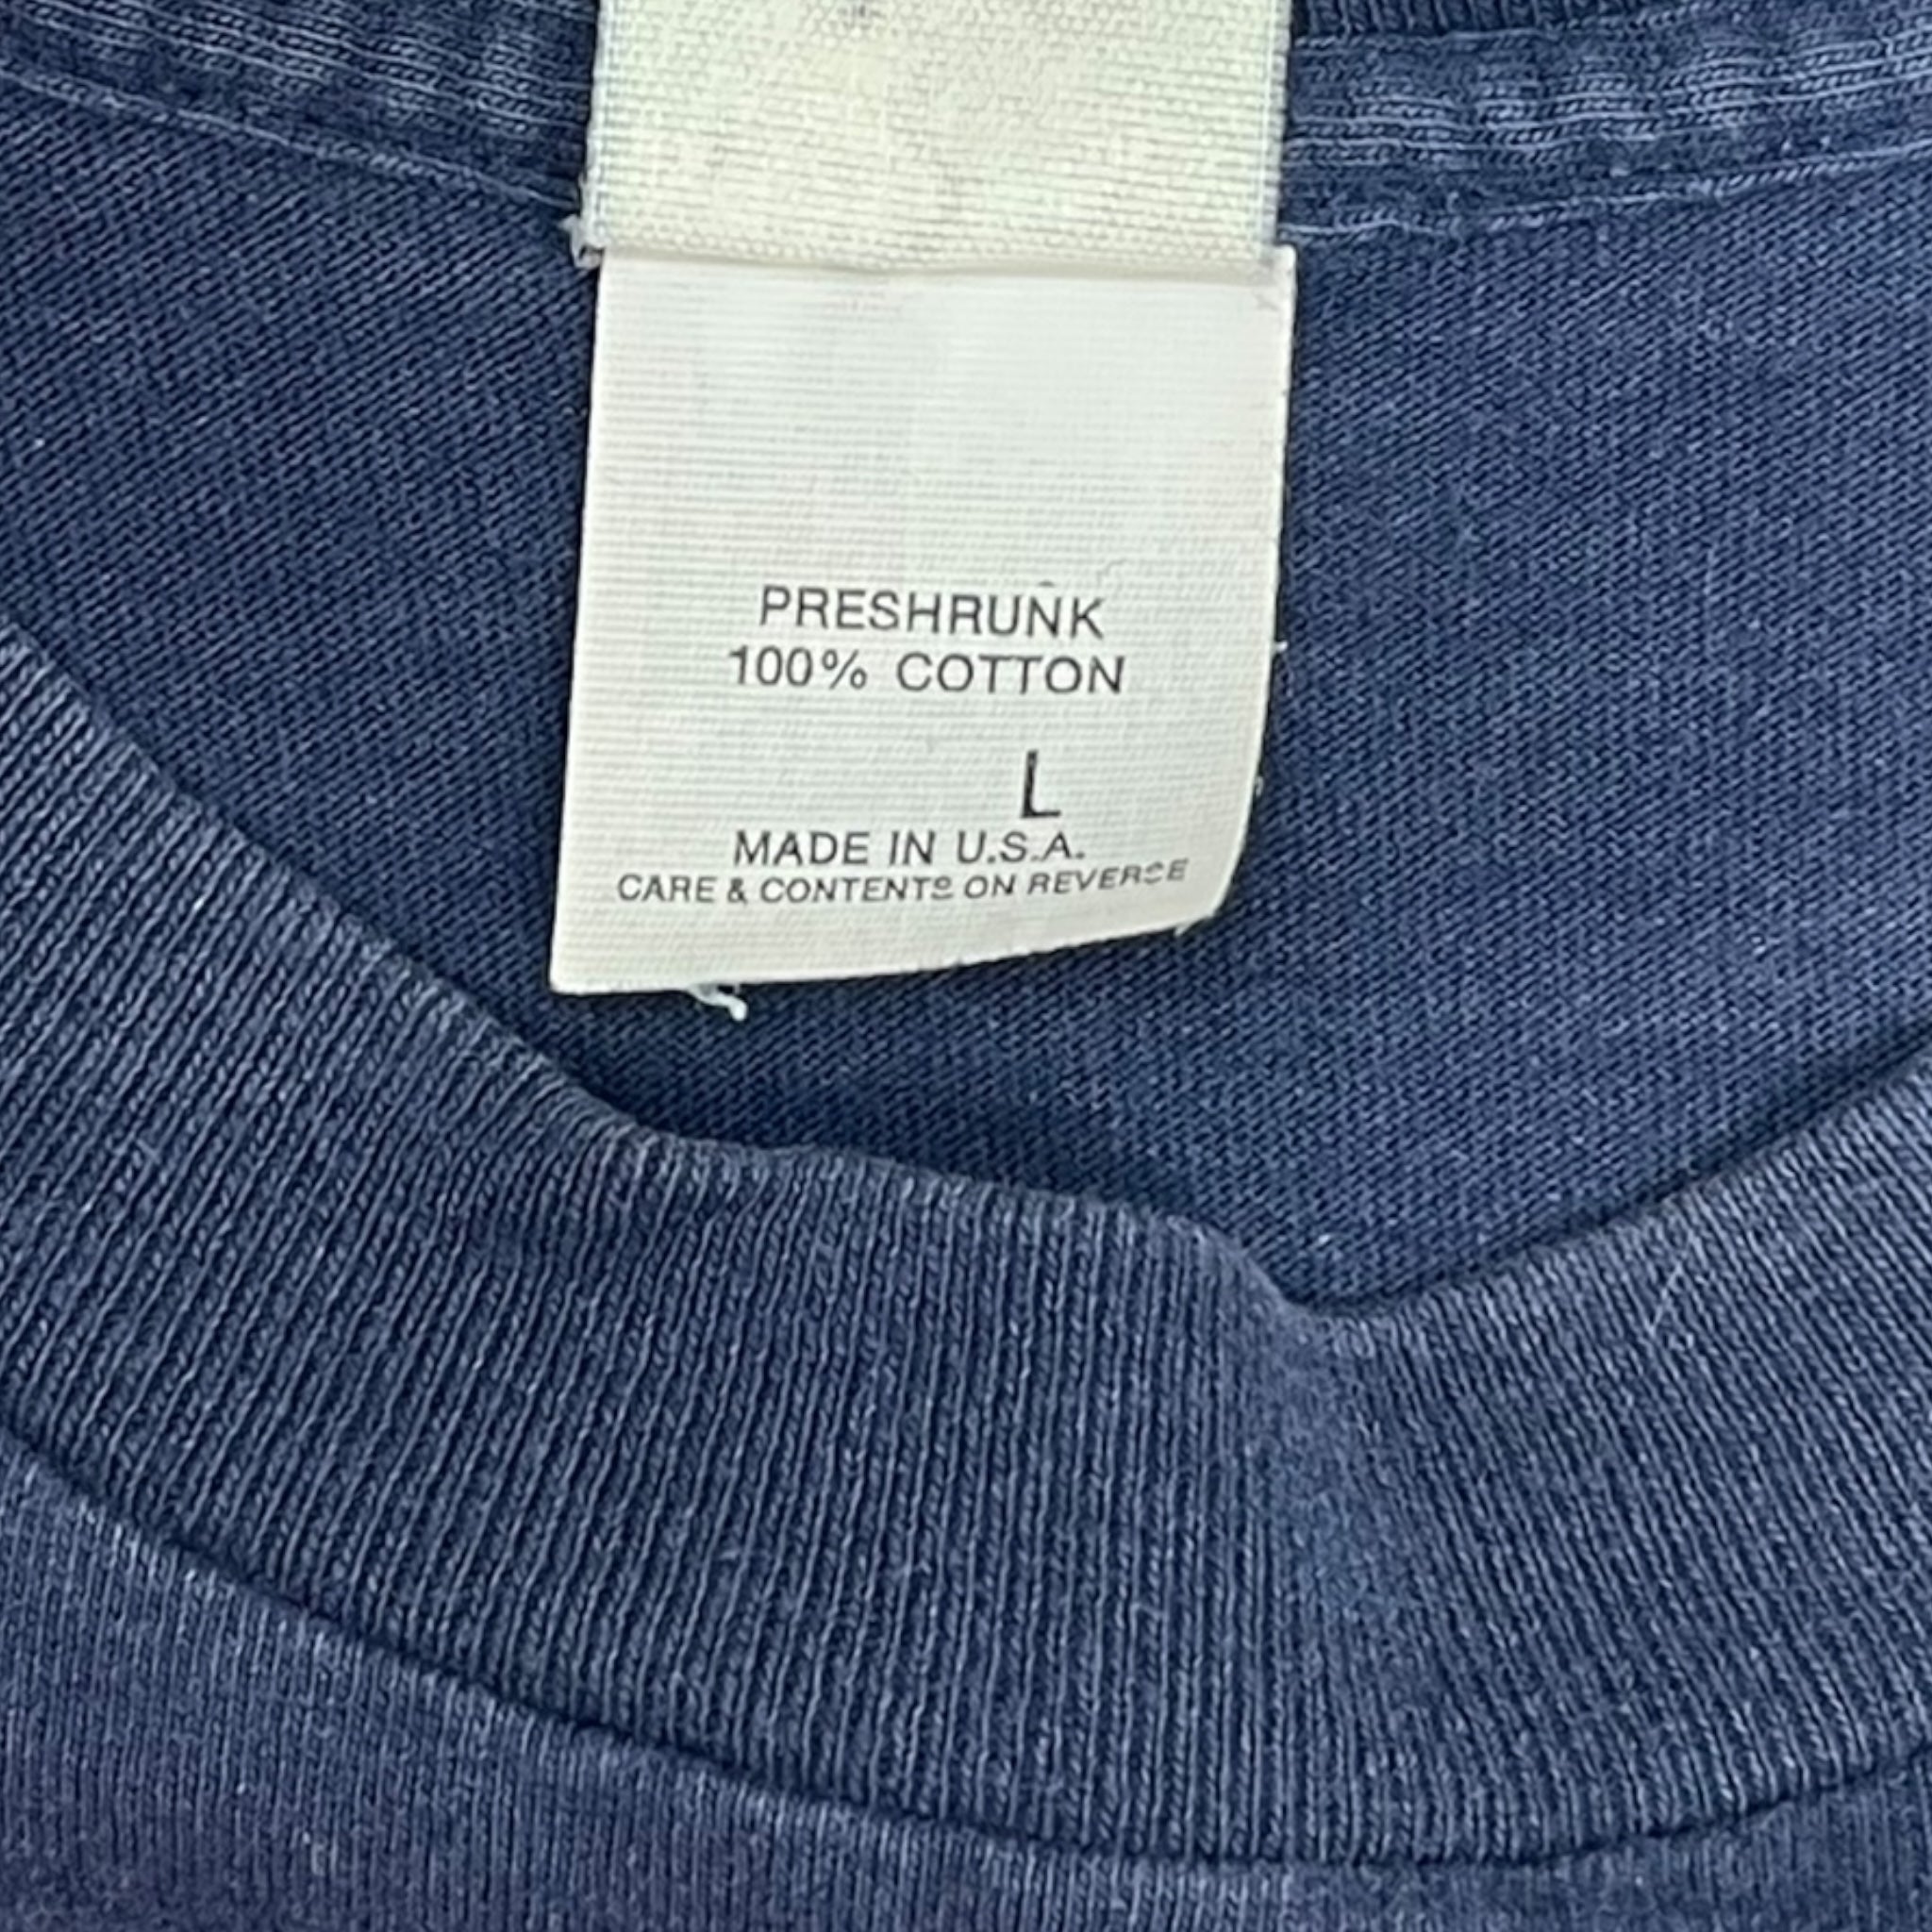 PRESHRUNK
100% COTTON
L
MADE IN U.S.A.
CARE & CONTENTS ON REVERSE